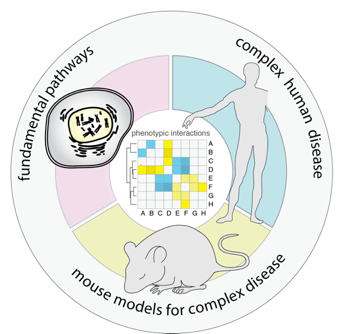 fundamental pathways
complex human disease
phenotypic interactions
A
B
C
D
E
F
G
H
A B C D E F G H
mouse models for complex disease